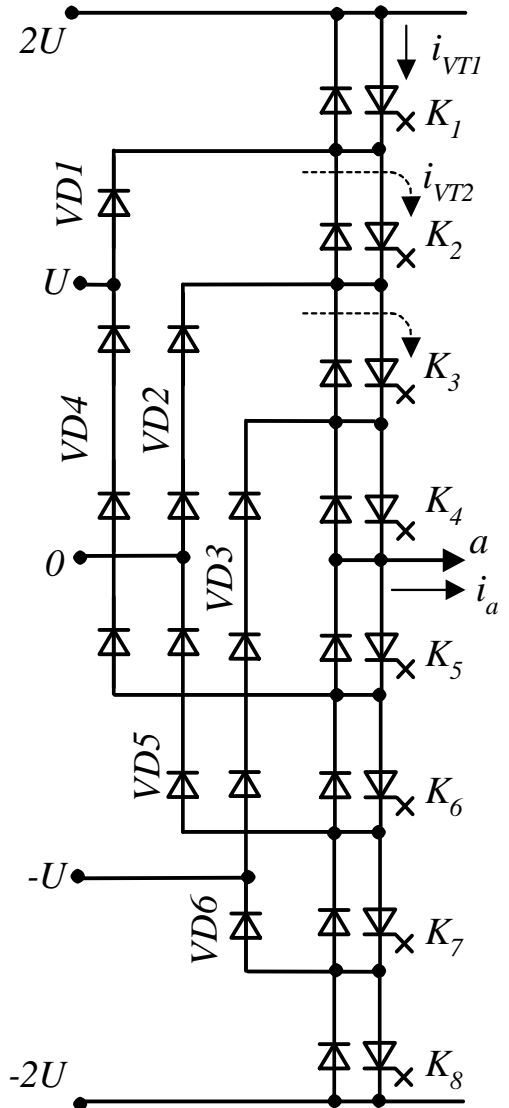 2U
i_VT1
K_1
VD1
i_VT2
K_2
U
K_3
VD4
VD2
K_4
a
0
VD3
i_a
K_5
VD5
K_6
-U
VD6
K_7
-2U
K_8